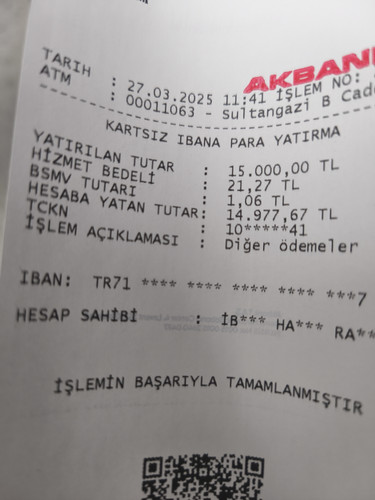 AKBANK
TARİH : 27.03.2025 11:41 İŞLEM NO:
ATM : 00011063 - Sultangazi B Cadd
KARTSIZ IBANA PARA YATIRMA
YATIRILAN TUTAR : 15.000,00 TL
HİZMET BEDELİ : 21,27 TL
BSMV TUTARI : 1,06 TL
HESABA YATAN TUTAR: 14.977,67 TL
TCKN : 10*****41
İŞLEM AÇIKLAMASI : Diğer ödemeler
IBAN: TR71 **** **** **** **** ***7
HESAP SAHİBİ : İB*** HA*** RA**
İŞLEMİN BAŞARIYLA TAMAMLANMIŞTIR